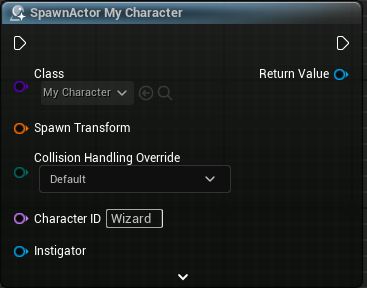 SpawnActor My Character
Class
Return Value
My Character
Spawn Transform
Collision Handling Override
Default
Character ID Wizard
Instigator